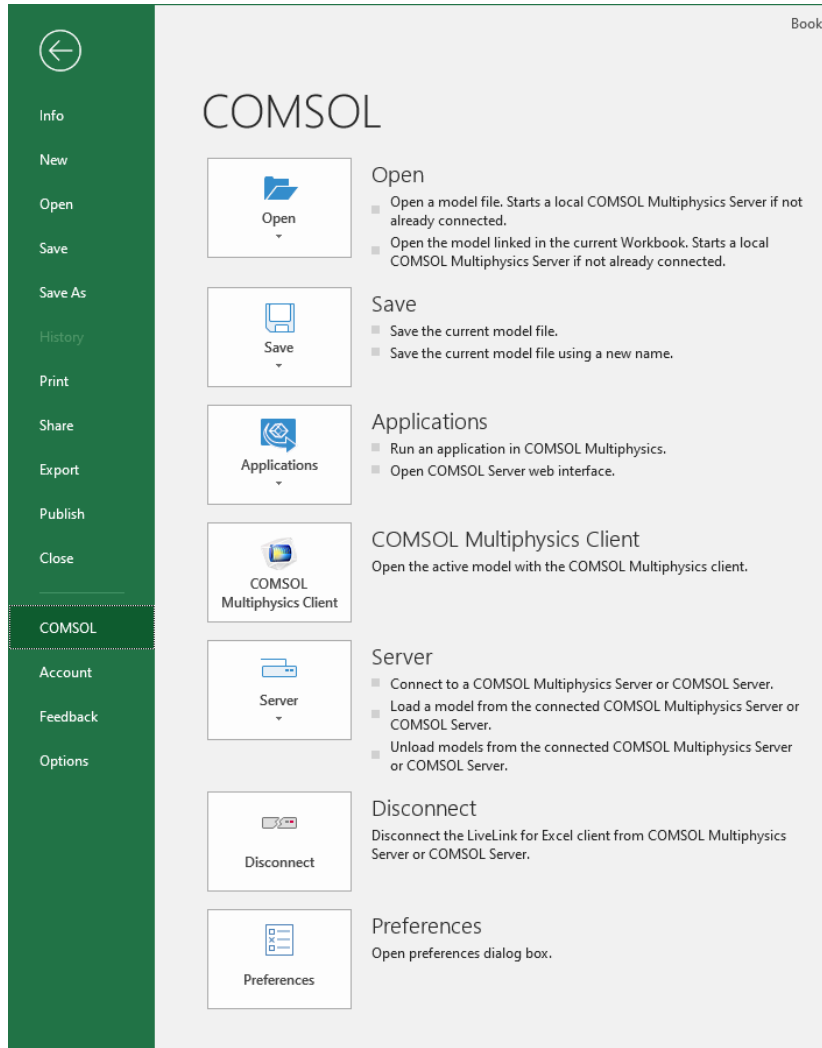 Book
Info
New
Open
Save
Save As
History
Print
Share
Export
Publish
Close
COMSOL
Account
Feedback
Options
COMSOL
Open
Open
Open a model file. Starts a local COMSOL Multiphysics Server if not
already connected.
Open the model linked in the current Workbook. Starts a local
COMSOL Multiphysics Server if not already connected.
Save
Save
Save the current model file.
Save the current model file using a new name.
Applications
Applications
Run an application in COMSOL Multiphysics.
Open COMSOL Server web interface.
COMSOL
Multiphysics Client
COMSOL Multiphysics Client
Open the active model with the COMSOL Multiphysics client.
Server
Server
Connect to a COMSOL Multiphysics Server or COMSOL Server.
Load a model from the connected COMSOL Multiphysics Server or
COMSOL Server.
Unload models from the connected COMSOL Multiphysics Server
or COMSOL Server.
Disconnect
Disconnect
Disconnect the LiveLink for Excel client from COMSOL Multiphysics
Server or COMSOL Server.
Preferences
Preferences
Open preferences dialog box.